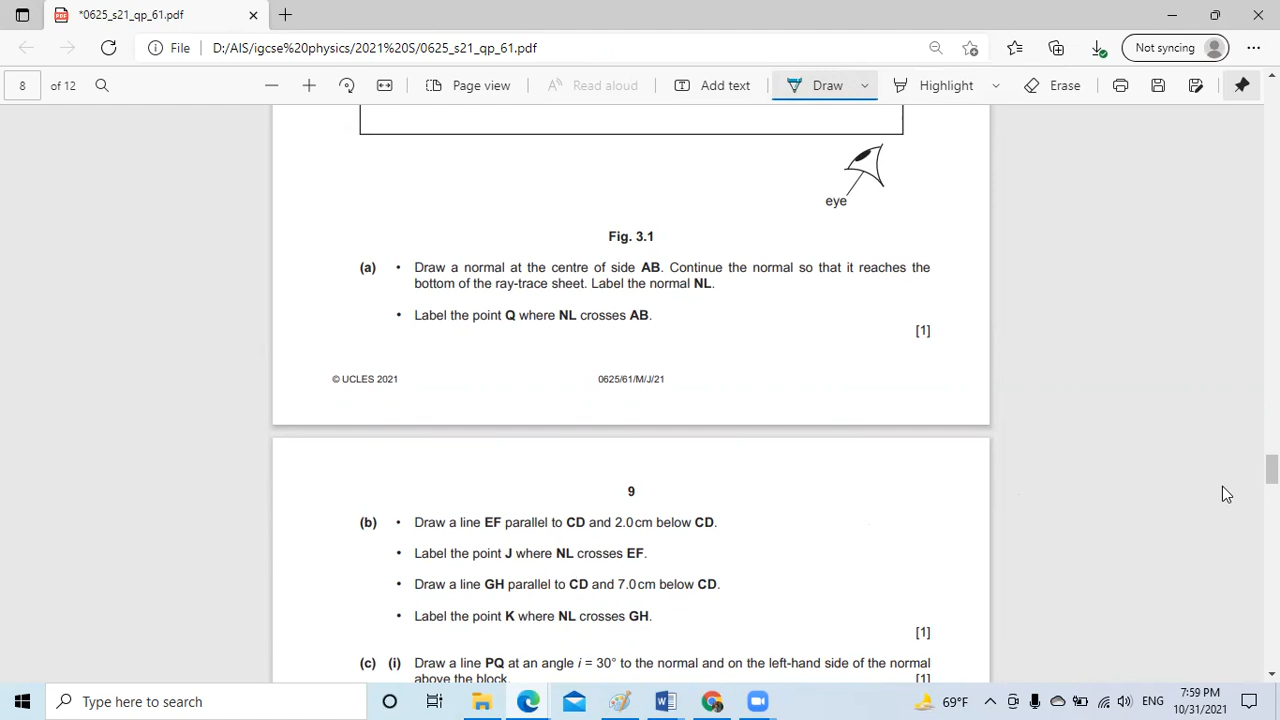 *0625_s21_qp_61.pdf
File D:/AIS/igcse%20physics/2021%20S/0625_s21_qp_61.pdf
Not syncing
8 of 12
Page view
Read aloud
Add text
Draw
Highlight
Erase
eye
Fig. 3.1
(a) • Draw a normal at the centre of side AB. Continue the normal so that it reaches the
bottom of the ray-trace sheet. Label the normal NL.
• Label the point Q where NL crosses AB.
[1]
© UCLES 2021 0625/61/M/J/21
9
(b) • Draw a line EF parallel to CD and 2.0 cm below CD.
• Label the point J where NL crosses EF.
• Draw a line GH parallel to CD and 7.0 cm below CD.
• Label the point K where NL crosses GH.
[1]
(c) (i) Draw a line PQ at an angle i = 30° to the normal and on the left-hand side of the normal
above the block. [1]
Type here to search
69°F
ENG
7:59 PM
10/31/2021